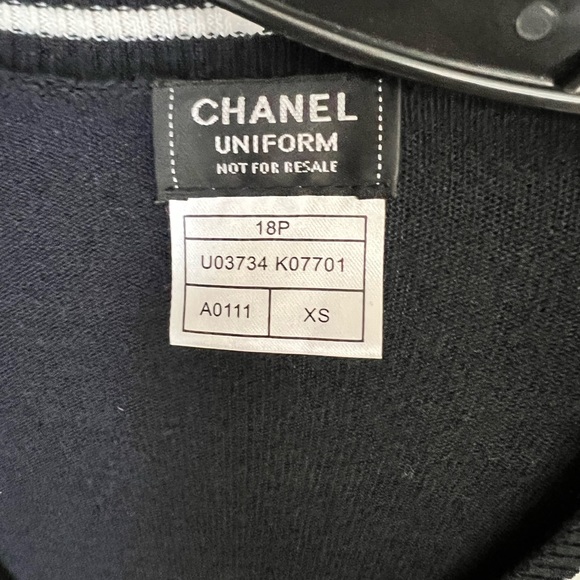 CHANEL
UNIFORM
NOT FOR RESALE
18P
U03734 K07701
A0111 XS